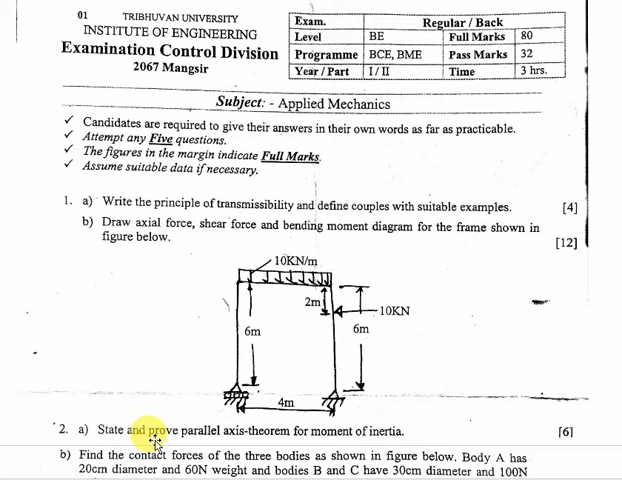 01 TRIBHUVAN UNIVERSITY
INSTITUTE OF ENGINEERING
Examination Control Division
2067 Mangsir
Exam. Regular / Back
Level BE Full Marks 80
Programme BCE, BME Pass Marks 32
Year / Part I / II Time 3 hrs.
Subject: - Applied Mechanics
✓ Candidates are required to give their answers in their own words as far as practicable.
✓ Attempt any Five questions.
✓ The figures in the margin indicate Full Marks.
✓ Assume suitable data if necessary.
1. a) Write the principle of transmissibility and define couples with suitable examples. [4]
b) Draw axial force, shear force and bending moment diagram for the frame shown in
figure below. [12]
10KN/m
2m
10KN
6m
6m
4m
2. a) State and prove parallel axis-theorem for moment of inertia. [6]
b) Find the contact forces of the three bodies as shown in figure below. Body A has
20cm diameter and 60N weight and bodies B and C have 30cm diameter and 100N